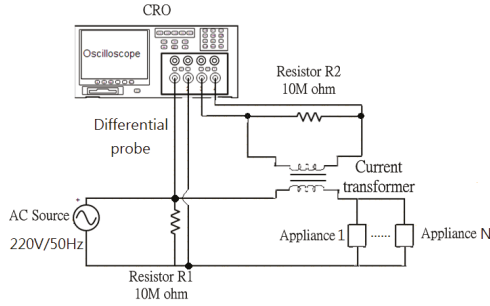 CRO
Oscilloscope
Resistor R2
10M ohm
Differential
probe
Current
transformer
AC Source
+
220V/50Hz
Appliance 1
......
Appliance N
Resistor R1
10M ohm